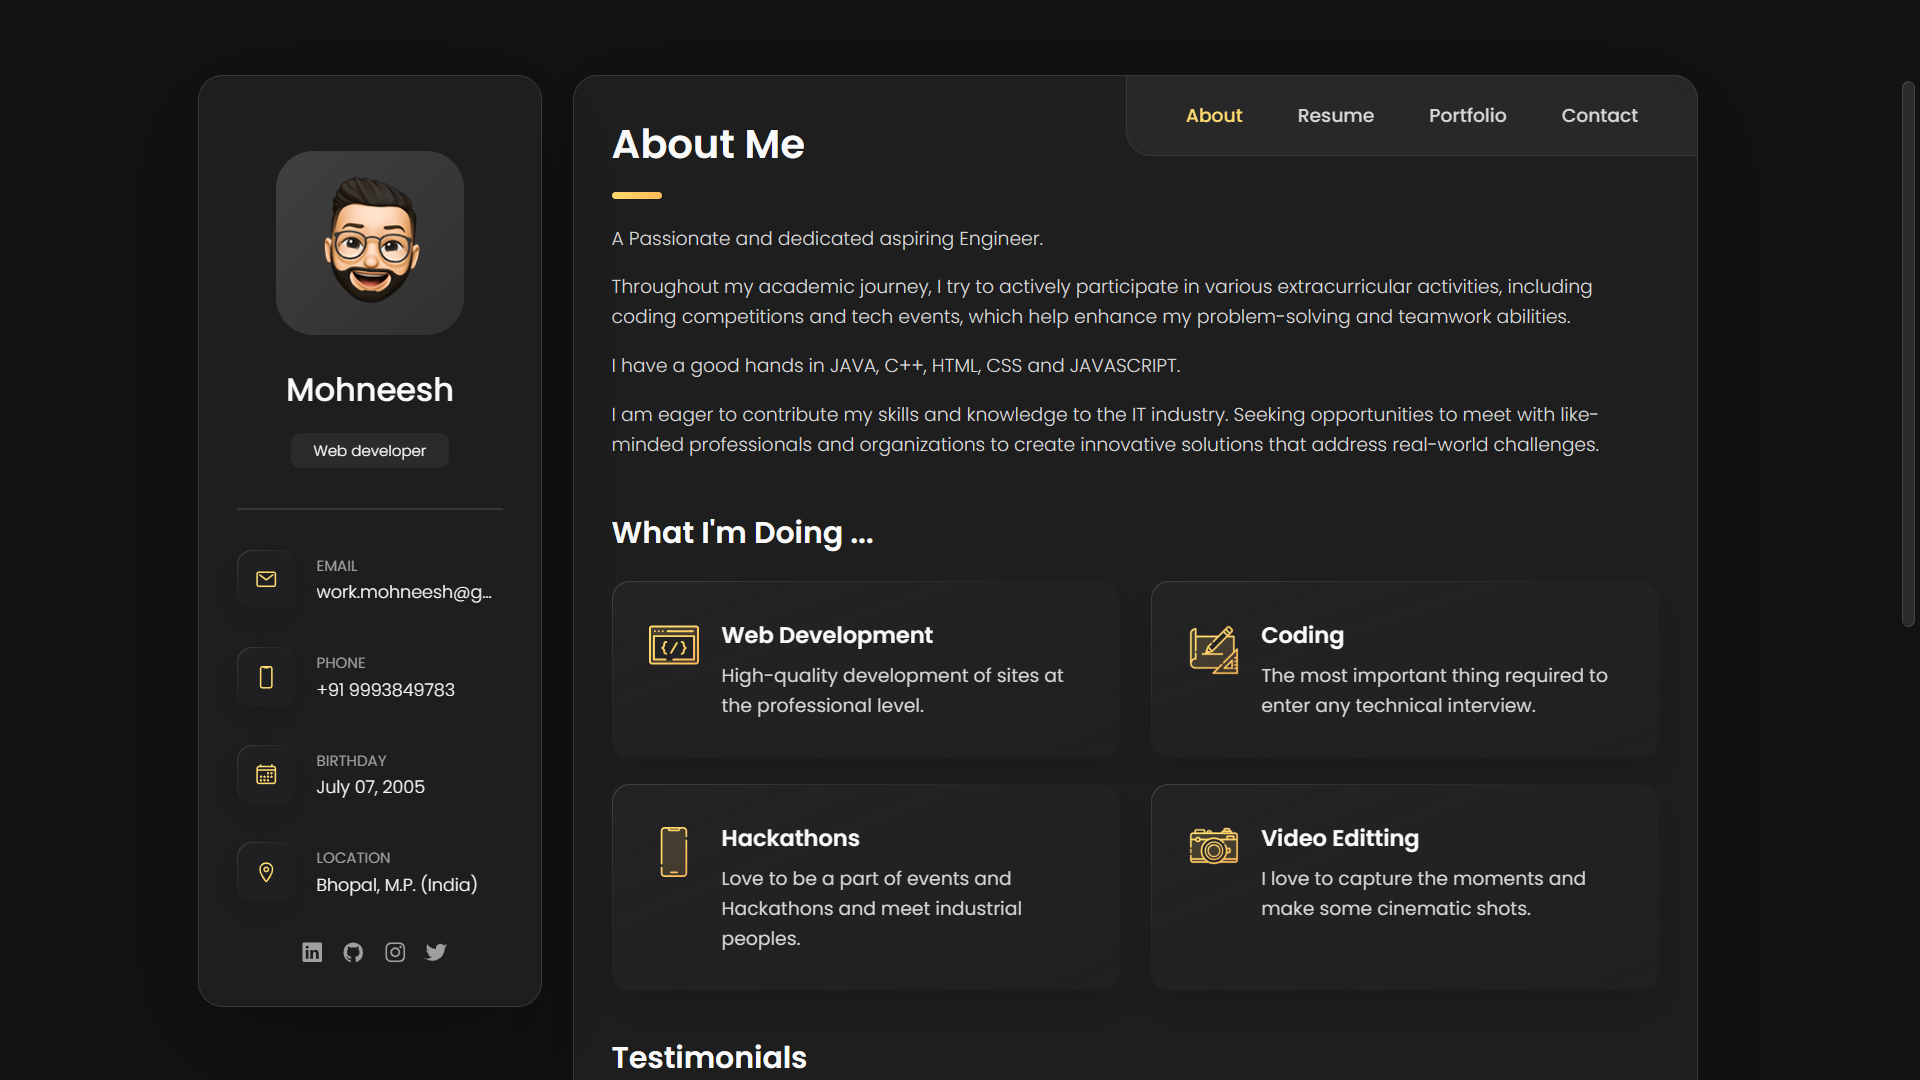 Mohneesh
Web developer
EMAIL
work.mohneesh@g...
PHONE
+91 9993849783
BIRTHDAY
July 07, 2005
LOCATION
Bhopal, M.P. (India)
About Resume Portfolio Contact
About Me
A Passionate and dedicated aspiring Engineer.
Throughout my academic journey, I try to actively participate in various extracurricular activities, including
coding competitions and tech events, which help enhance my problem-solving and teamwork abilities.
I have a good hands in JAVA, C++, HTML, CSS and JAVASCRIPT.
I am eager to contribute my skills and knowledge to the IT industry. Seeking opportunities to meet with like-
minded professionals and organizations to create innovative solutions that address real-world challenges.
What I'm Doing ...
Web Development
High-quality development of sites at
the professional level.
Coding
The most important thing required to
enter any technical interview.
Hackathons
Love to be a part of events and
Hackathons and meet industrial
peoples.
Video Editting
I love to capture the moments and
make some cinematic shots.
Testimonials